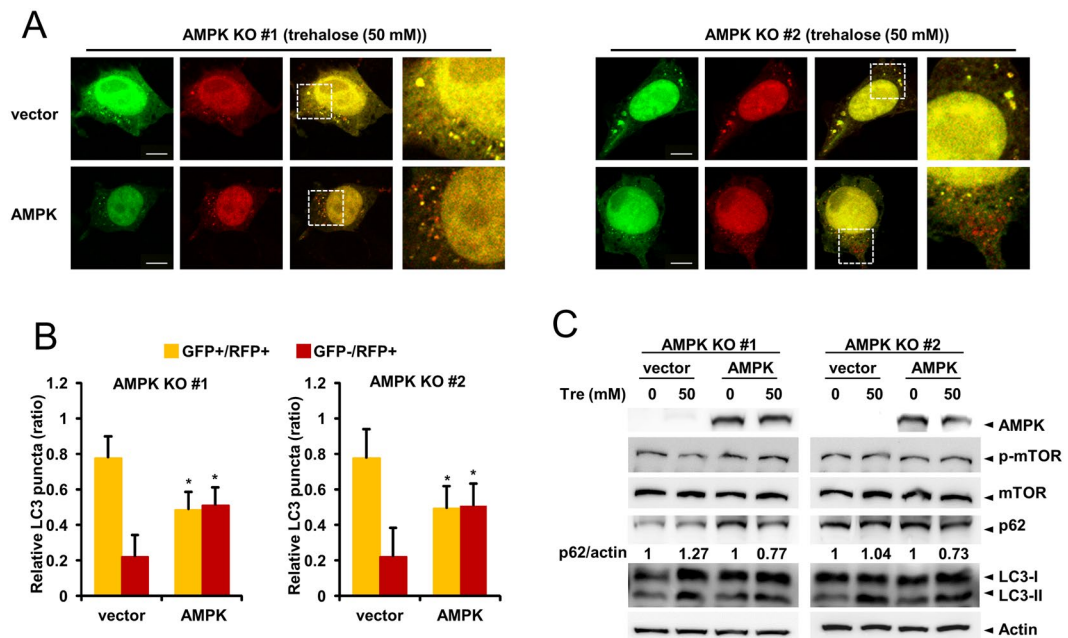 A
AMPK KO #1 (trehalose (50 mM))
AMPK KO #2 (trehalose (50 mM))
vector
AMPK
B
GFP+/RFP+
GFP-/RFP+
AMPK KO #1
Relative LC3 puncta (ratio)
1.2
1
0.8
0.6
0.4
0.2
0
*
*
vector
AMPK
AMPK KO #2
Relative LC3 puncta (ratio)
1.2
1
0.8
0.6
0.4
0.2
0
*
*
vector
AMPK
C
AMPK KO #1 AMPK KO #2
vector AMPK vector AMPK
Tre (mM) 0 50 0 50 0 50 0 50
AMPK
p-mTOR
mTOR
p62
p62/actin 1 1.27 1 0.77 1 1.04 1 0.73
LC3-I
LC3-II
Actin